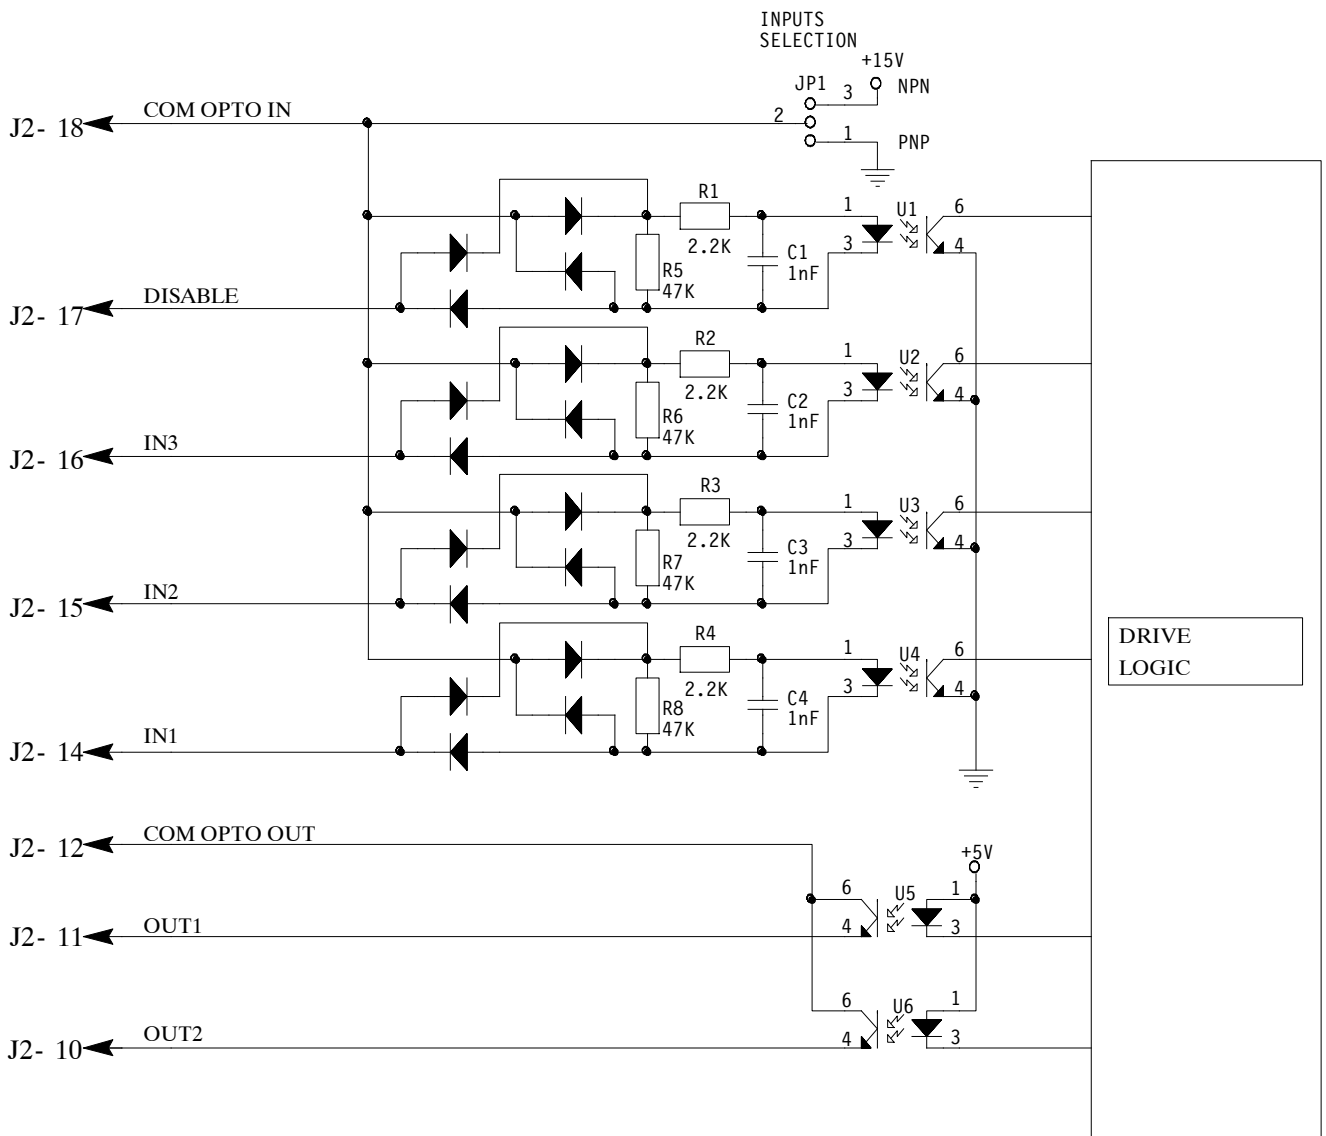 INPUTS
SELECTION
+15V
JP1
3
NPN
2
1
PNP
J2- 18
COM OPTO IN
R1
2.2K
R5
47K
C1
1nF
1
3
U1
6
4
J2- 17
DISABLE
R2
2.2K
R6
47K
C2
1nF
1
3
U2
6
4
J2- 16
IN3
R3
2.2K
R7
47K
C3
1nF
1
3
U3
6
4
J2- 15
IN2
R4
2.2K
R8
47K
C4
1nF
1
3
U4
6
4
J2- 14
IN1
DRIVE
LOGIC
J2- 12
COM OPTO OUT
+5V
6
4
U5
1
3
J2- 11
OUT1
6
4
U6
1
3
J2- 10
OUT2